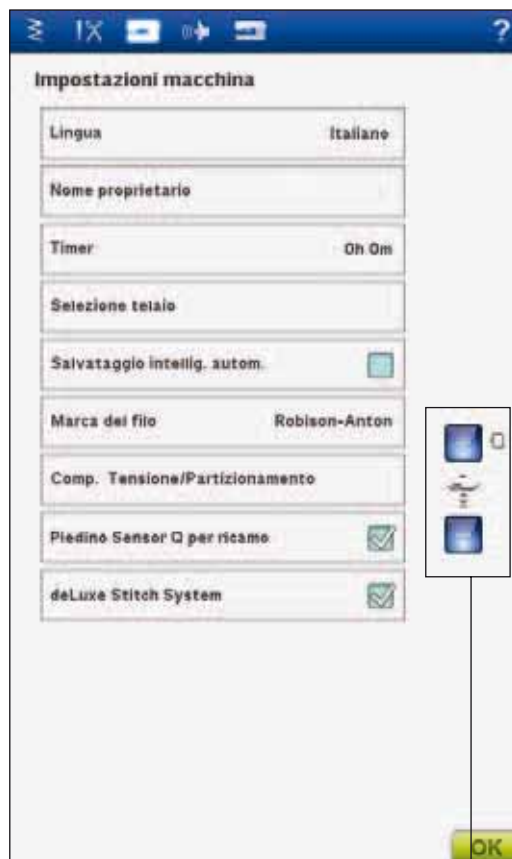 ?
Impostazioni macchina
Lingua Italiano
Nome proprietario
Timer 0h 0m
Selezione telaio
Salvataggio intellig. autom.
Marca del filo Robison-Anton
Comp. Tensione/Partizionamento
Piedino Sensor Q per ricamo
deLuxe Stitch System
OK